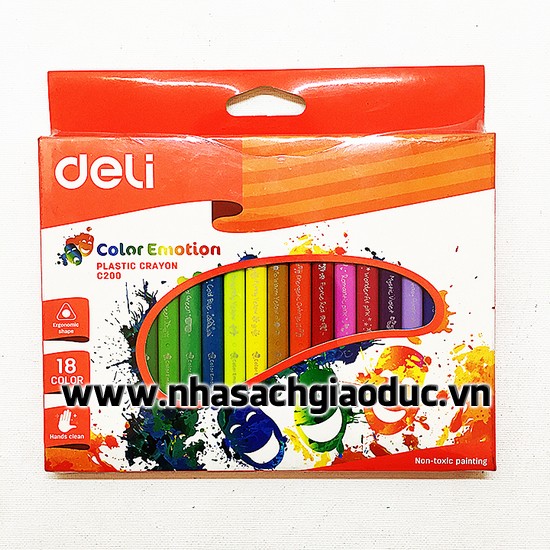 deli
Color Emotion
PLASTIC CRAYON
C200
Ergonomic
shape
18
COLOR
Hands clean
www.nhasachgiaoduc.vn
Non-toxic painting